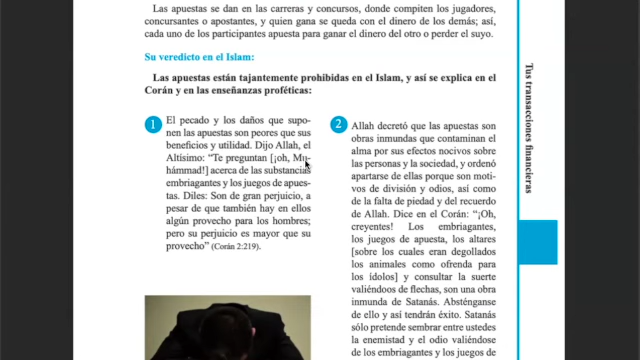 Las apuestas se dan en las carreras y concursos, donde compiten los jugadores,
concursantes o apostantes, y quien gana se queda con el dinero de los demás; así,
cada uno de los participantes apuesta para ganar el dinero del otro o perder el suyo.
Su veredicto en el Islam:
Las apuestas están tajantemente prohibidas en el Islam, y así se explica en el
Corán y en las enseñanzas proféticas:
1
El pecado y los daños que supo-
nen las apuestas son peores que sus
beneficios y utilidad. Dijo Allah, el
Altísimo: “Te preguntan [¡oh, Mu-
hámmad!] acerca de las substancias
embriagantes y los juegos de apues-
tas. Diles: Son de gran perjuicio, a
pesar de que también hay en ellos
algún provecho para los hombres;
pero su perjuicio es mayor que su
provecho” (Corán 2:219).
2
Allah decretó que las apuestas son
obras inmundas que contaminan el
alma por sus efectos nocivos sobre
las personas y la sociedad, y ordenó
apartarse de ellas porque son moti-
vos de división y odios, así como
de la falta de piedad y del recuerdo
de Allah. Dice en el Corán: “¡Oh,
creyentes! Los embriagantes,
los juegos de apuesta, los altares
[sobre los cuales eran degollados
los animales como ofrenda para
los ídolos] y consultar la suerte
valiéndoos de flechas, son una obra
inmunda de Satanás. Absténganse
de ello y así tendrán éxito. Satanás
sólo pretende sembrar entre ustedes
la enemistad y el odio valiéndose
de los embriagantes y los juegos de
Tus transacciones financieras